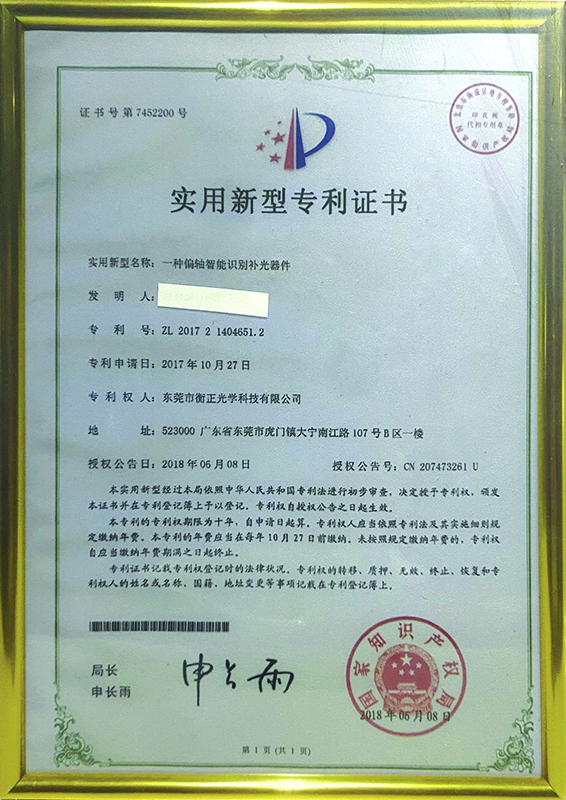 证书号第7452200号
印花税
代扣专用章
实用新型专利证书
实用新型名称：一种偏轴智能识别补光器件
发明人：
专利号：ZL 2017 2 1404651.2
专利申请日：2017年10月27日
专利权人：东莞市衡正光学科技有限公司
地址：523000 广东省东莞市虎门镇大宁南江路107号B区一楼
授权公告日：2018年06月08日 授权公告号：CN 207473261 U
本实用新型经过本局依照中华人民共和国专利法进行初步审查，决定授予专利权，颁发
本证书并在专利登记簿上予以登记。专利权自授权公告之日起生效。
本专利的专利权期限为十年，自申请日起算。专利权人应当依照专利法及其实施细则规
定缴纳年费。本专利的年费应当在每年10月27日前缴纳。未按照规定缴纳年费的，专利权
自应当缴纳年费期满之日起终止。
专利证书记载专利权登记时的法律状况。专利权的转移、质押、无效、终止、恢复和专
利权人的姓名或名称、国籍、地址变更等事项记载在专利登记簿上。
局长
申长雨
申长雨
国家知识产权局
2018年06月08日
第1页(共1页)